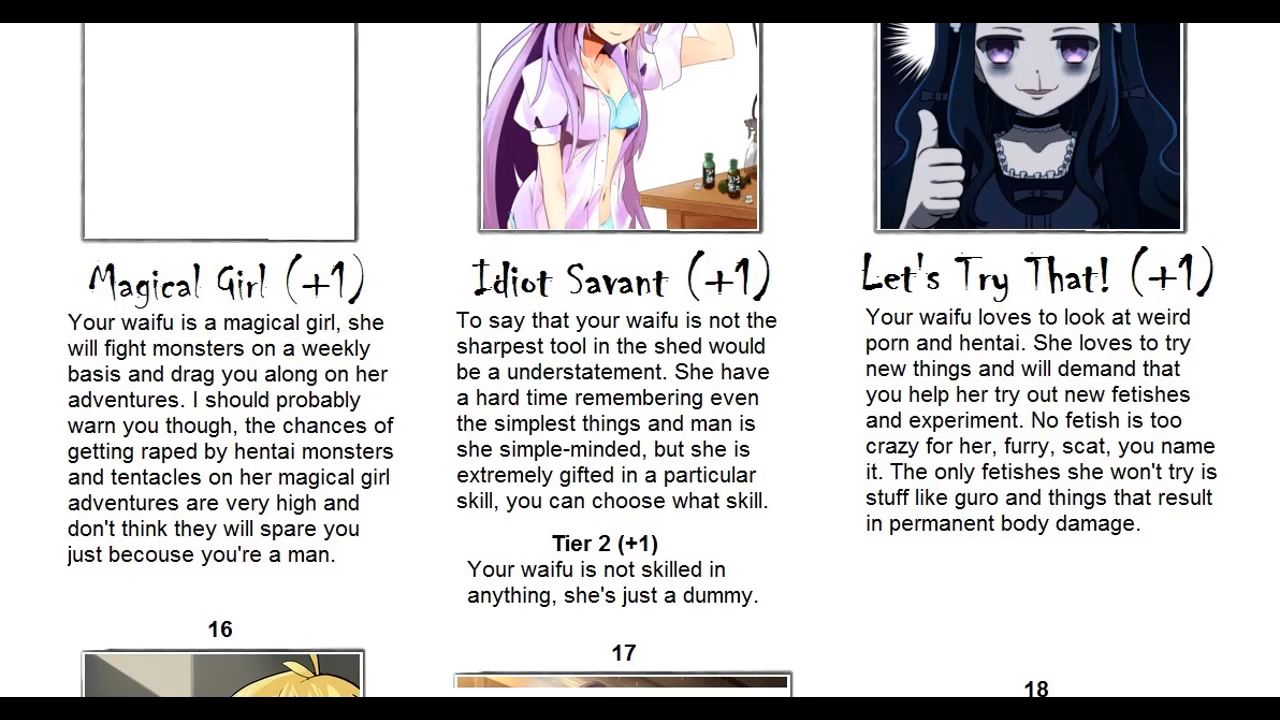 Magical Girl (+1)
Your waifu is a magical girl, she
will fight monsters on a weekly
basis and drag you along on her
adventures. I should probably
warn you though, the chances of
getting raped by hentai monsters
and tentacles on her magical girl
adventures are very high and
don't think they will spare you
just becouse you're a man.
16
Idiot Savant (+1)
To say that your waifu is not the
sharpest tool in the shed would
be a understatement. She have
a hard time remembering even
the simplest things and man is
she simple-minded, but she is
extremely gifted in a particular
skill, you can choose what skill.
Tier 2 (+1)
Your waifu is not skilled in
anything, she's just a dummy.
17
Let's Try That! (+1)
Your waifu loves to look at weird
porn and hentai. She loves to try
new things and will demand that
you help her try out new fetishes
and experiment. No fetish is too
crazy for her, furry, scat, you name
it. The only fetishes she won't try is
stuff like guro and things that result
in permanent body damage.
18